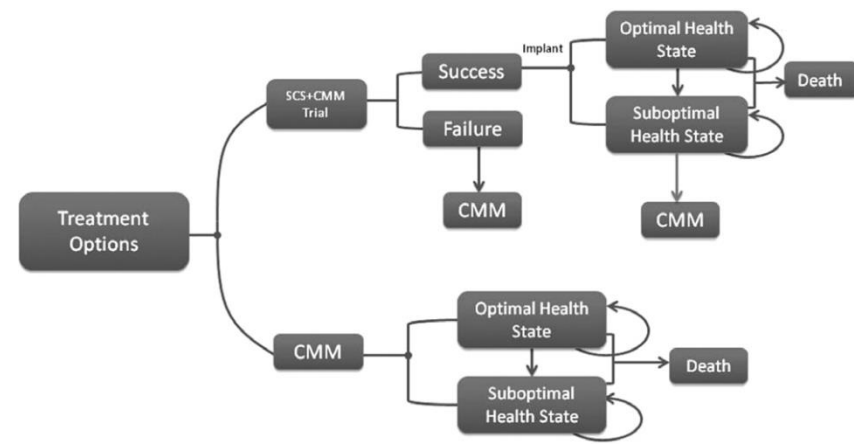 Treatment
Options
SCS+CMM
Trial
Success
Failure
CMM
Implant
Optimal Health
State
Suboptimal
Health State
Death
CMM
CMM
Optimal Health
State
Suboptimal
Health State
Death